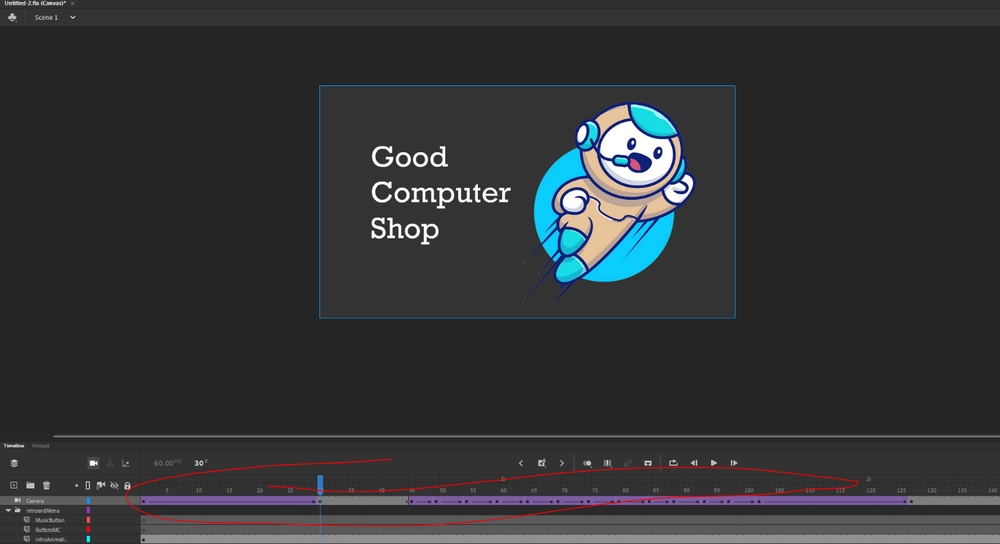 Untitled-2.fla (Canvas)*
Scene 1
Good
Computer
Shop
Timeline Output
60.00 FPS 30 F
1s 2s
5 10 15 20 25 35 40 45 50 55 60 65 70 75 80 85 90 95 100 105 110 115 120 125 130 135 140
Camera
IntroandMenu
MusicButton
ButtonsMC
IntroAnimati...